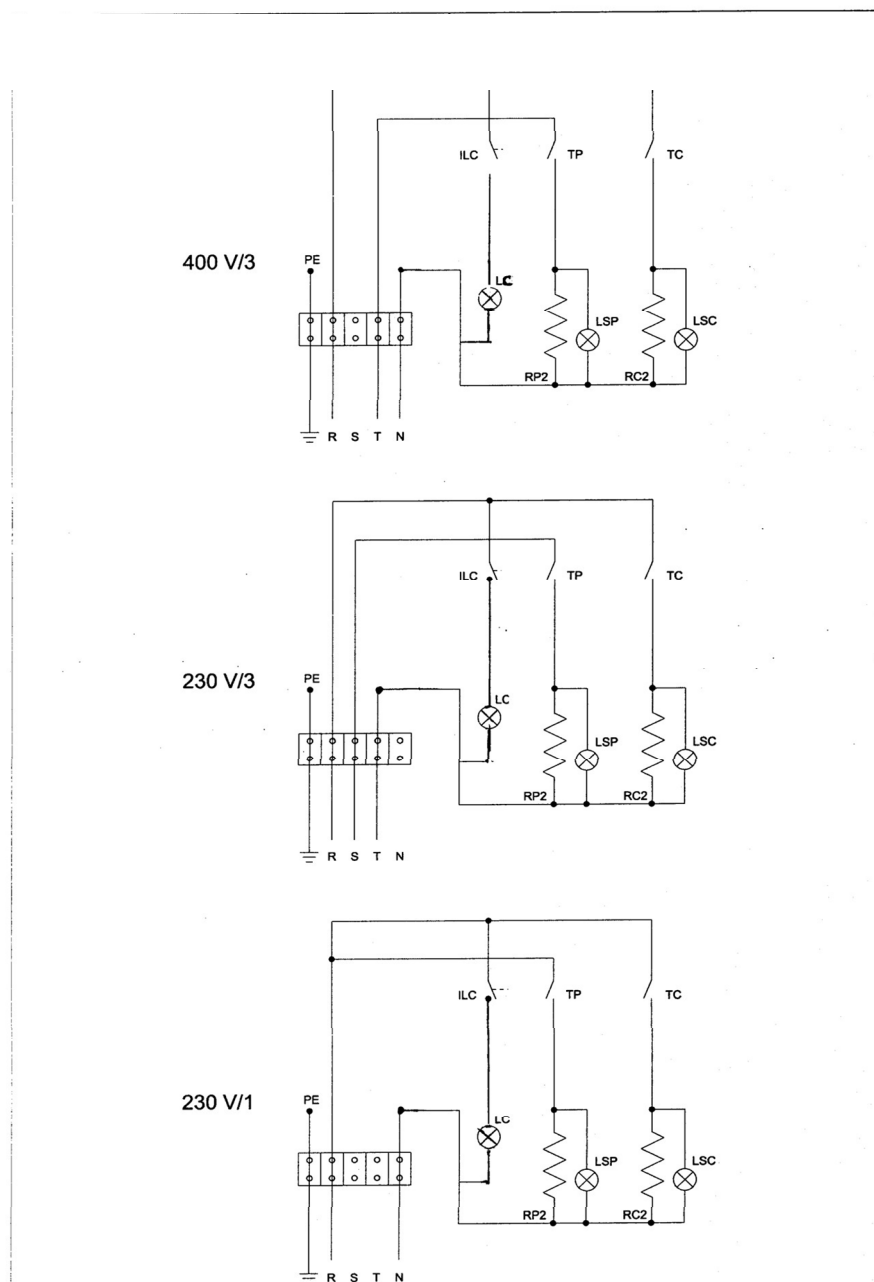 ILC TP TC
400 V/3
PE
LC
LSP
LSC
RP2
RC2
R S T N
ILC TP TC
230 V/3
PE
LC
LSP
LSC
RP2
RC2
R S T N
ILC TP TC
230 V/1
PE
LC
LSP
LSC
RP2
RC2
R S T N